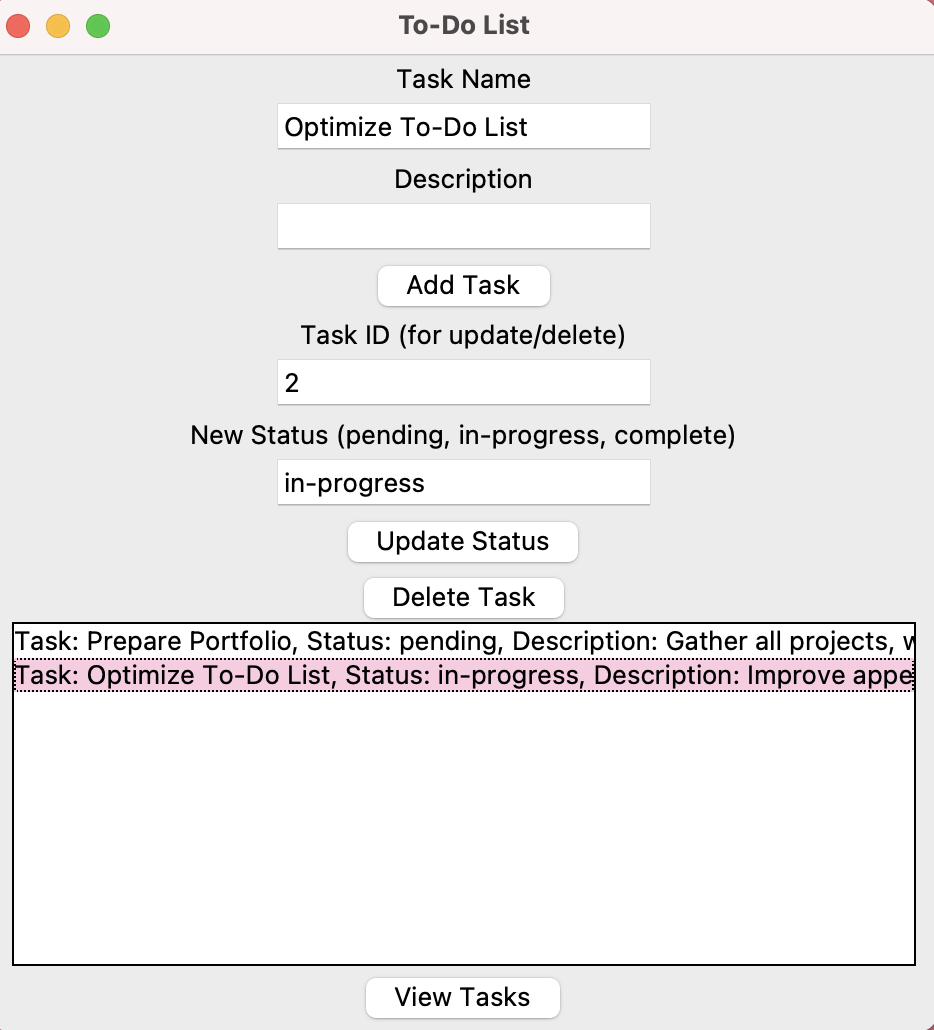 To-Do List
Task Name
Optimize To-Do List
Description
Add Task
Task ID (for update/delete)
2
New Status (pending, in-progress, complete)
in-progress
Update Status
Delete Task
Task: Prepare Portfolio, Status: pending, Description: Gather all projects,
Task: Optimize To-Do List, Status: in-progress, Description: Improve appe
View Tasks